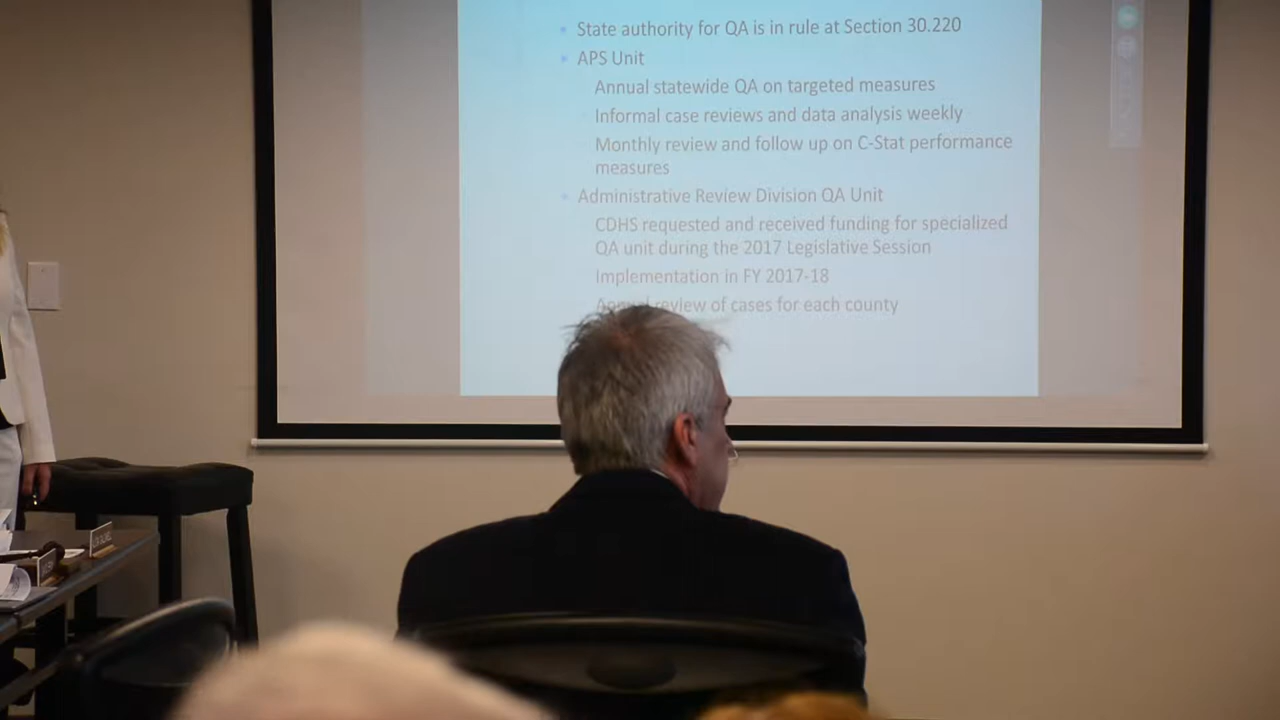 State authority for QA is in rule at Section 30.220
APS Unit
Annual statewide QA on targeted measures
Informal case reviews and data analysis weekly
Monthly review and follow up on C-Stat performance
measures
Administrative Review Division QA Unit
CDHS requested and received funding for specialized
QA unit during the 2017 Legislative Session
Implementation in FY 2017-18
Annual review of cases for each county